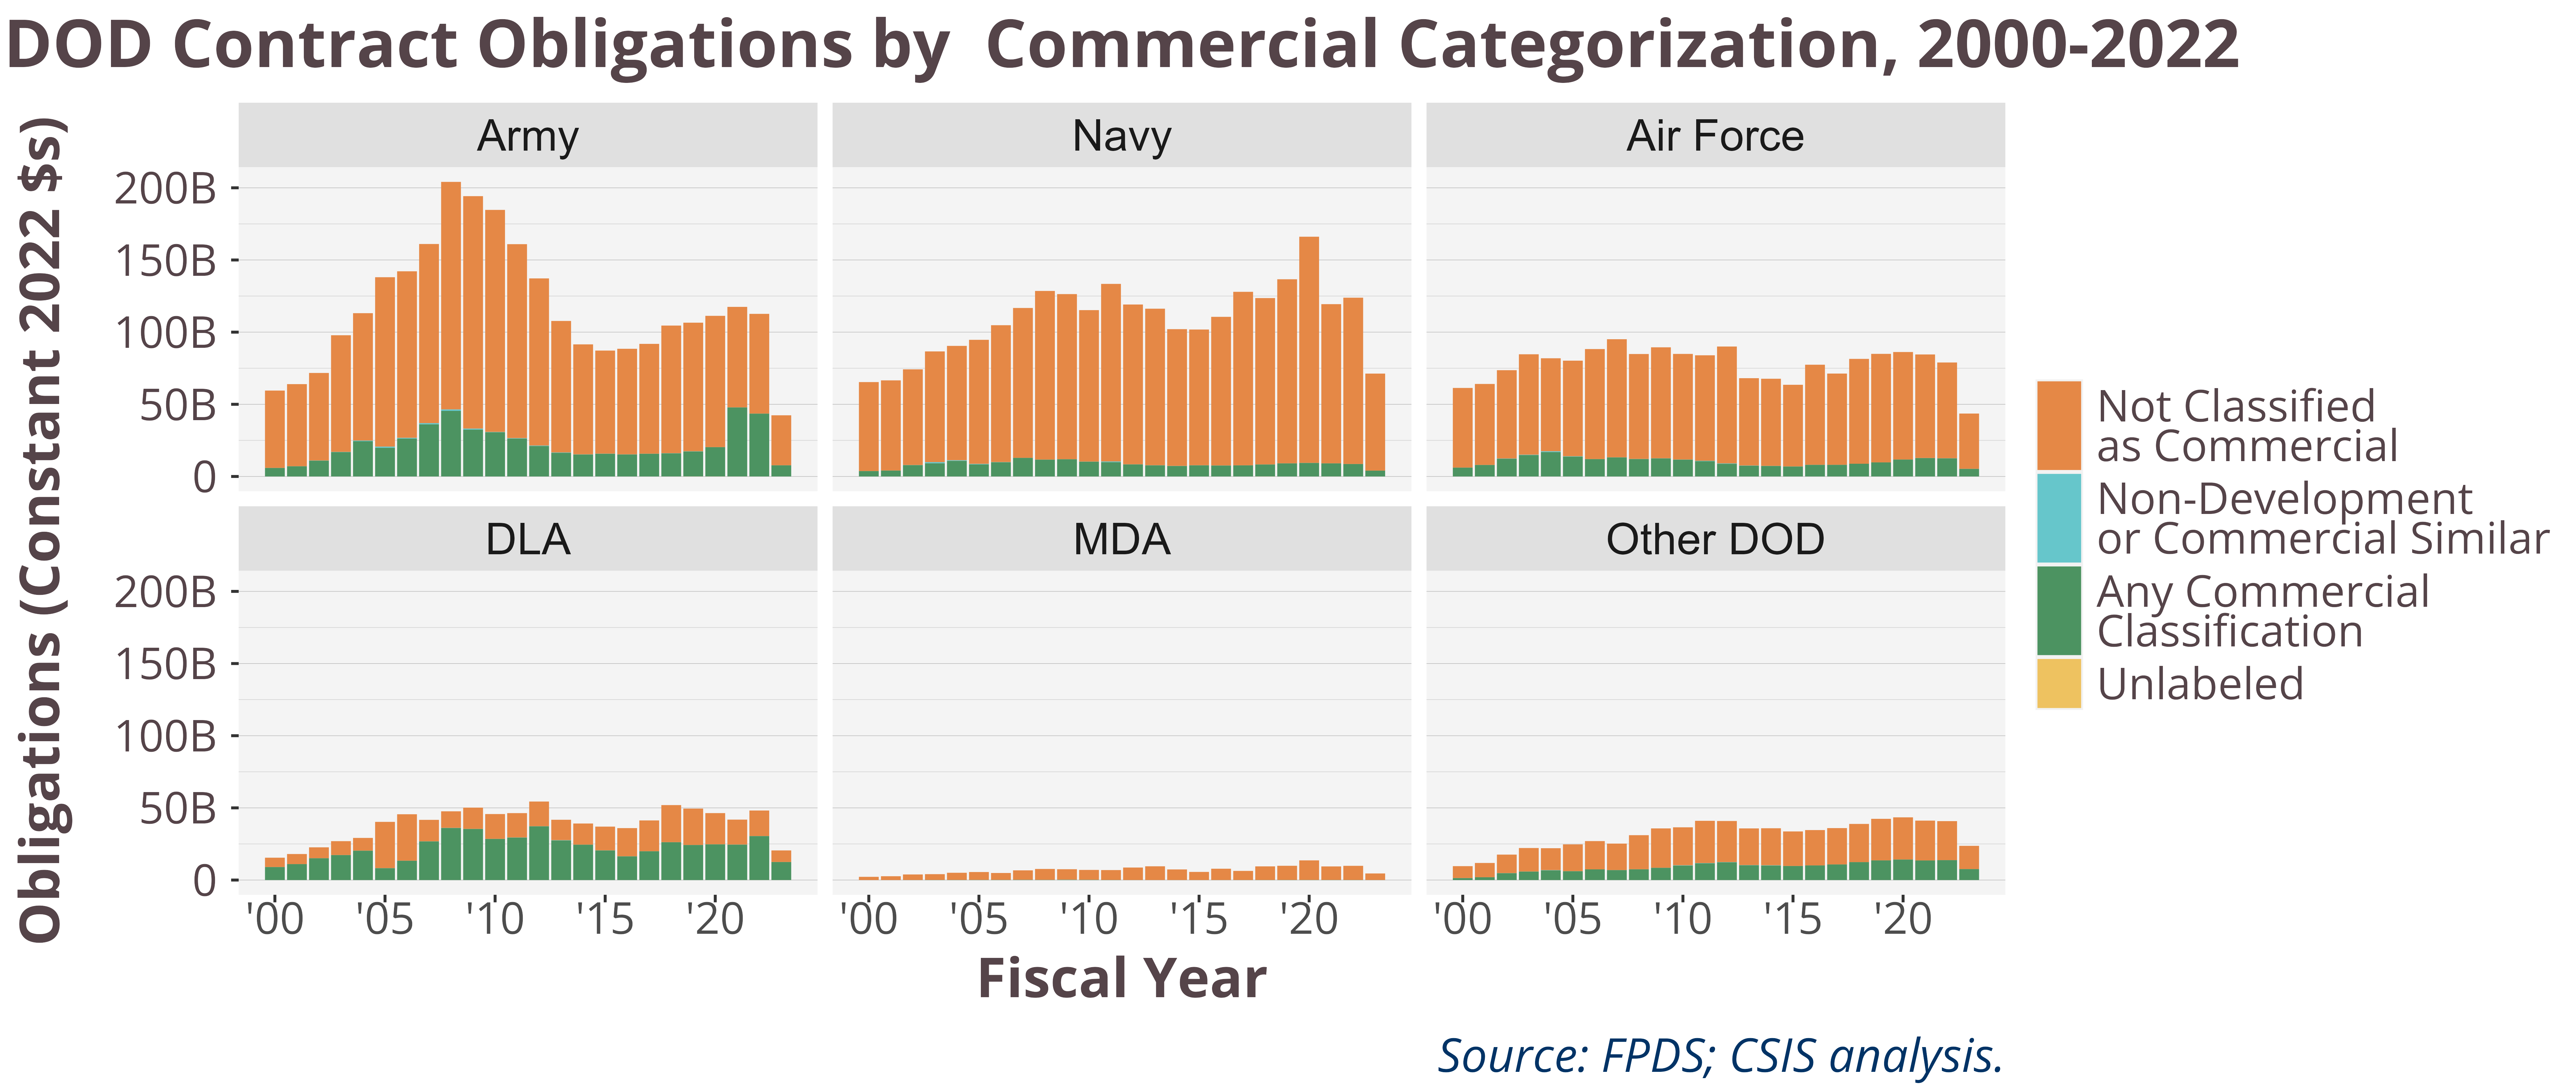 DOD Contract Obligations by  Commercial Categorization, 2000-2022
Obligations (Constant 2022 $s)
Army
Navy
Air Force
200B
150B
100B
50B
0
DLA
MDA
Other DOD
200B
150B
100B
50B
0
'00 '05 '10 '15 '20
'00 '05 '10 '15 '20
'00 '05 '10 '15 '20
Fiscal Year
Not Classified
as Commercial
Non-Development
or Commercial Similar
Any Commercial
Classification
Unlabeled
Source: FPDS; CSIS analysis.